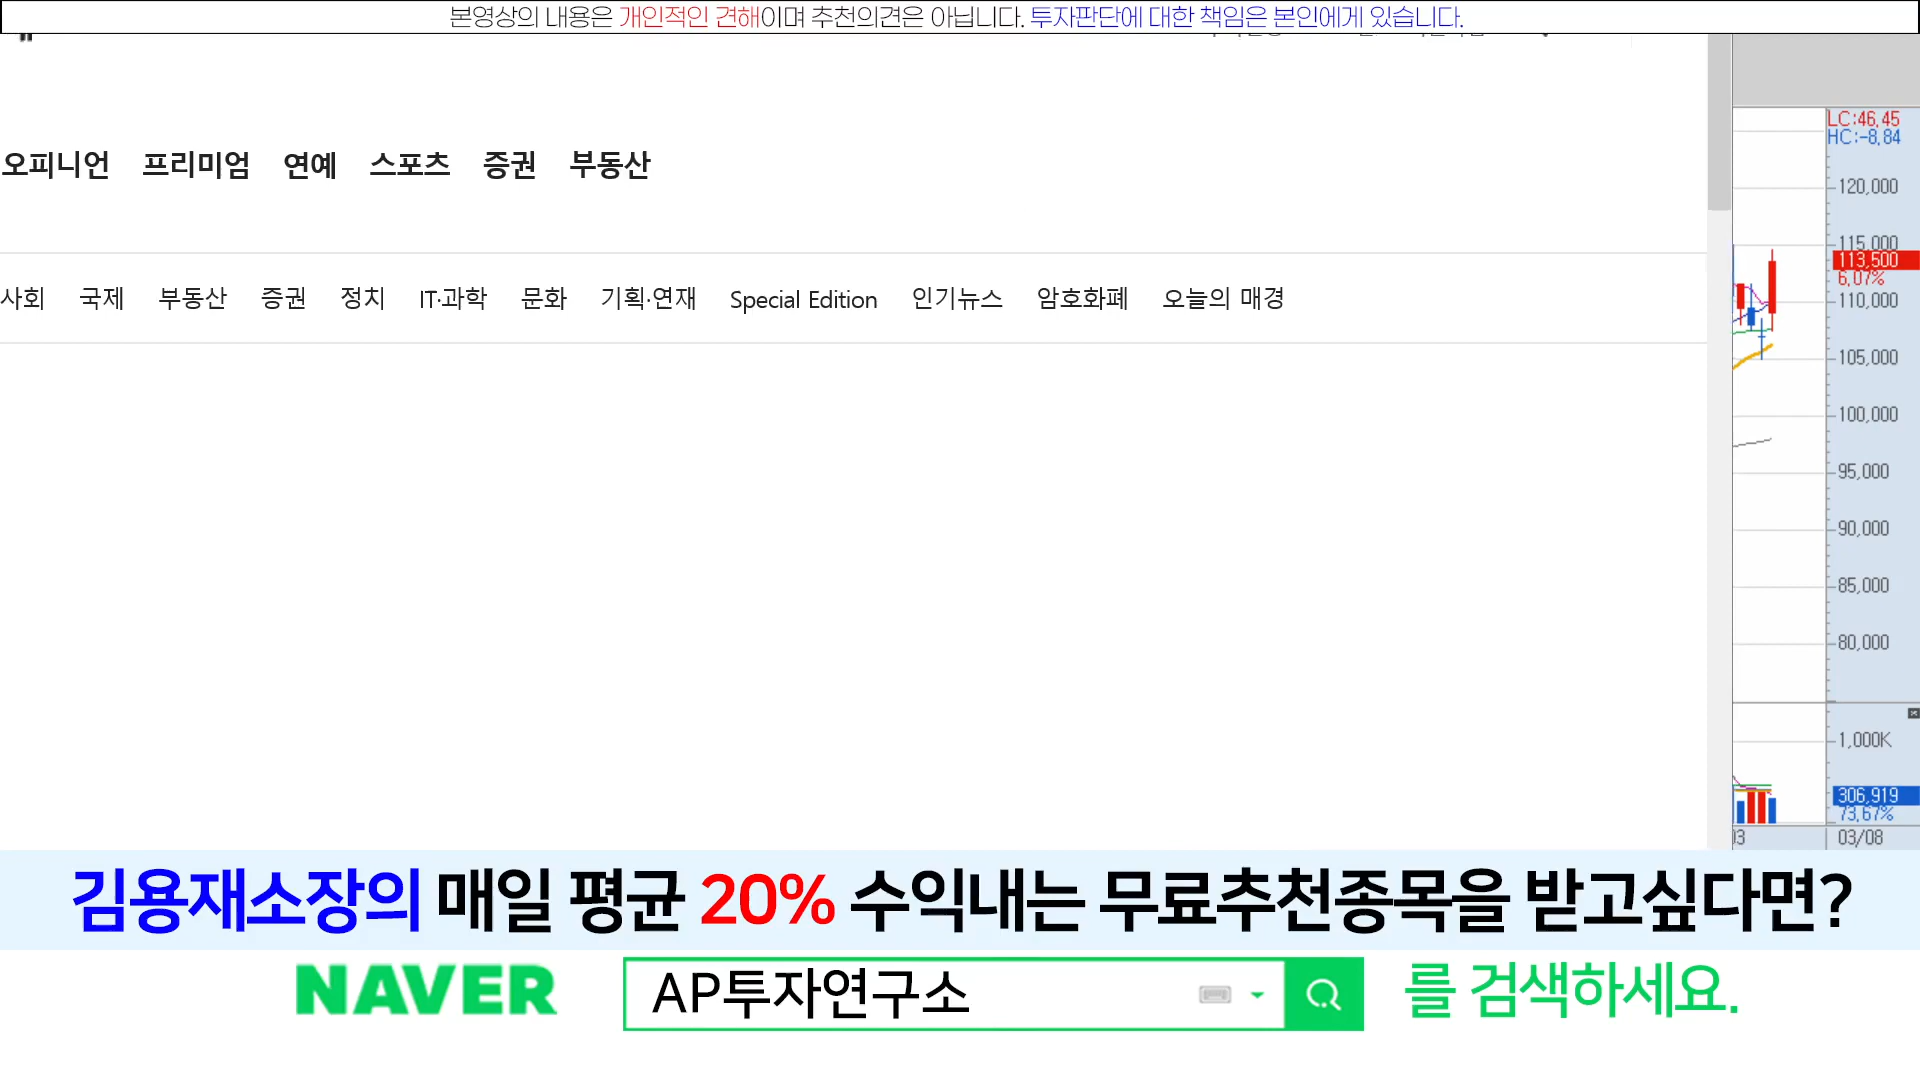 본영상의 내용은 개인적인 견해이며 추천의견은 아닙니다. 투자판단에 대한 책임은 본인에게 있습니다.
오피니언 프리미엄 연예 스포츠 증권 부동산
사회 국제 부동산 증권 정치 IT·과학 문화 기획·연재 Special Edition 인기뉴스 암호화폐 오늘의 매경
LC:46.45
HC:-8.84
120,000
115,000
113,500
6.07%
110,000
105,000
100,000
95,000
90,000
85,000
80,000
1,000K
306,919
73.67%
03/08
김용재소장의 매일 평균 20% 수익내는 무료추천종목을 받고싶다면?
NAVER AP투자연구소 를 검색하세요.